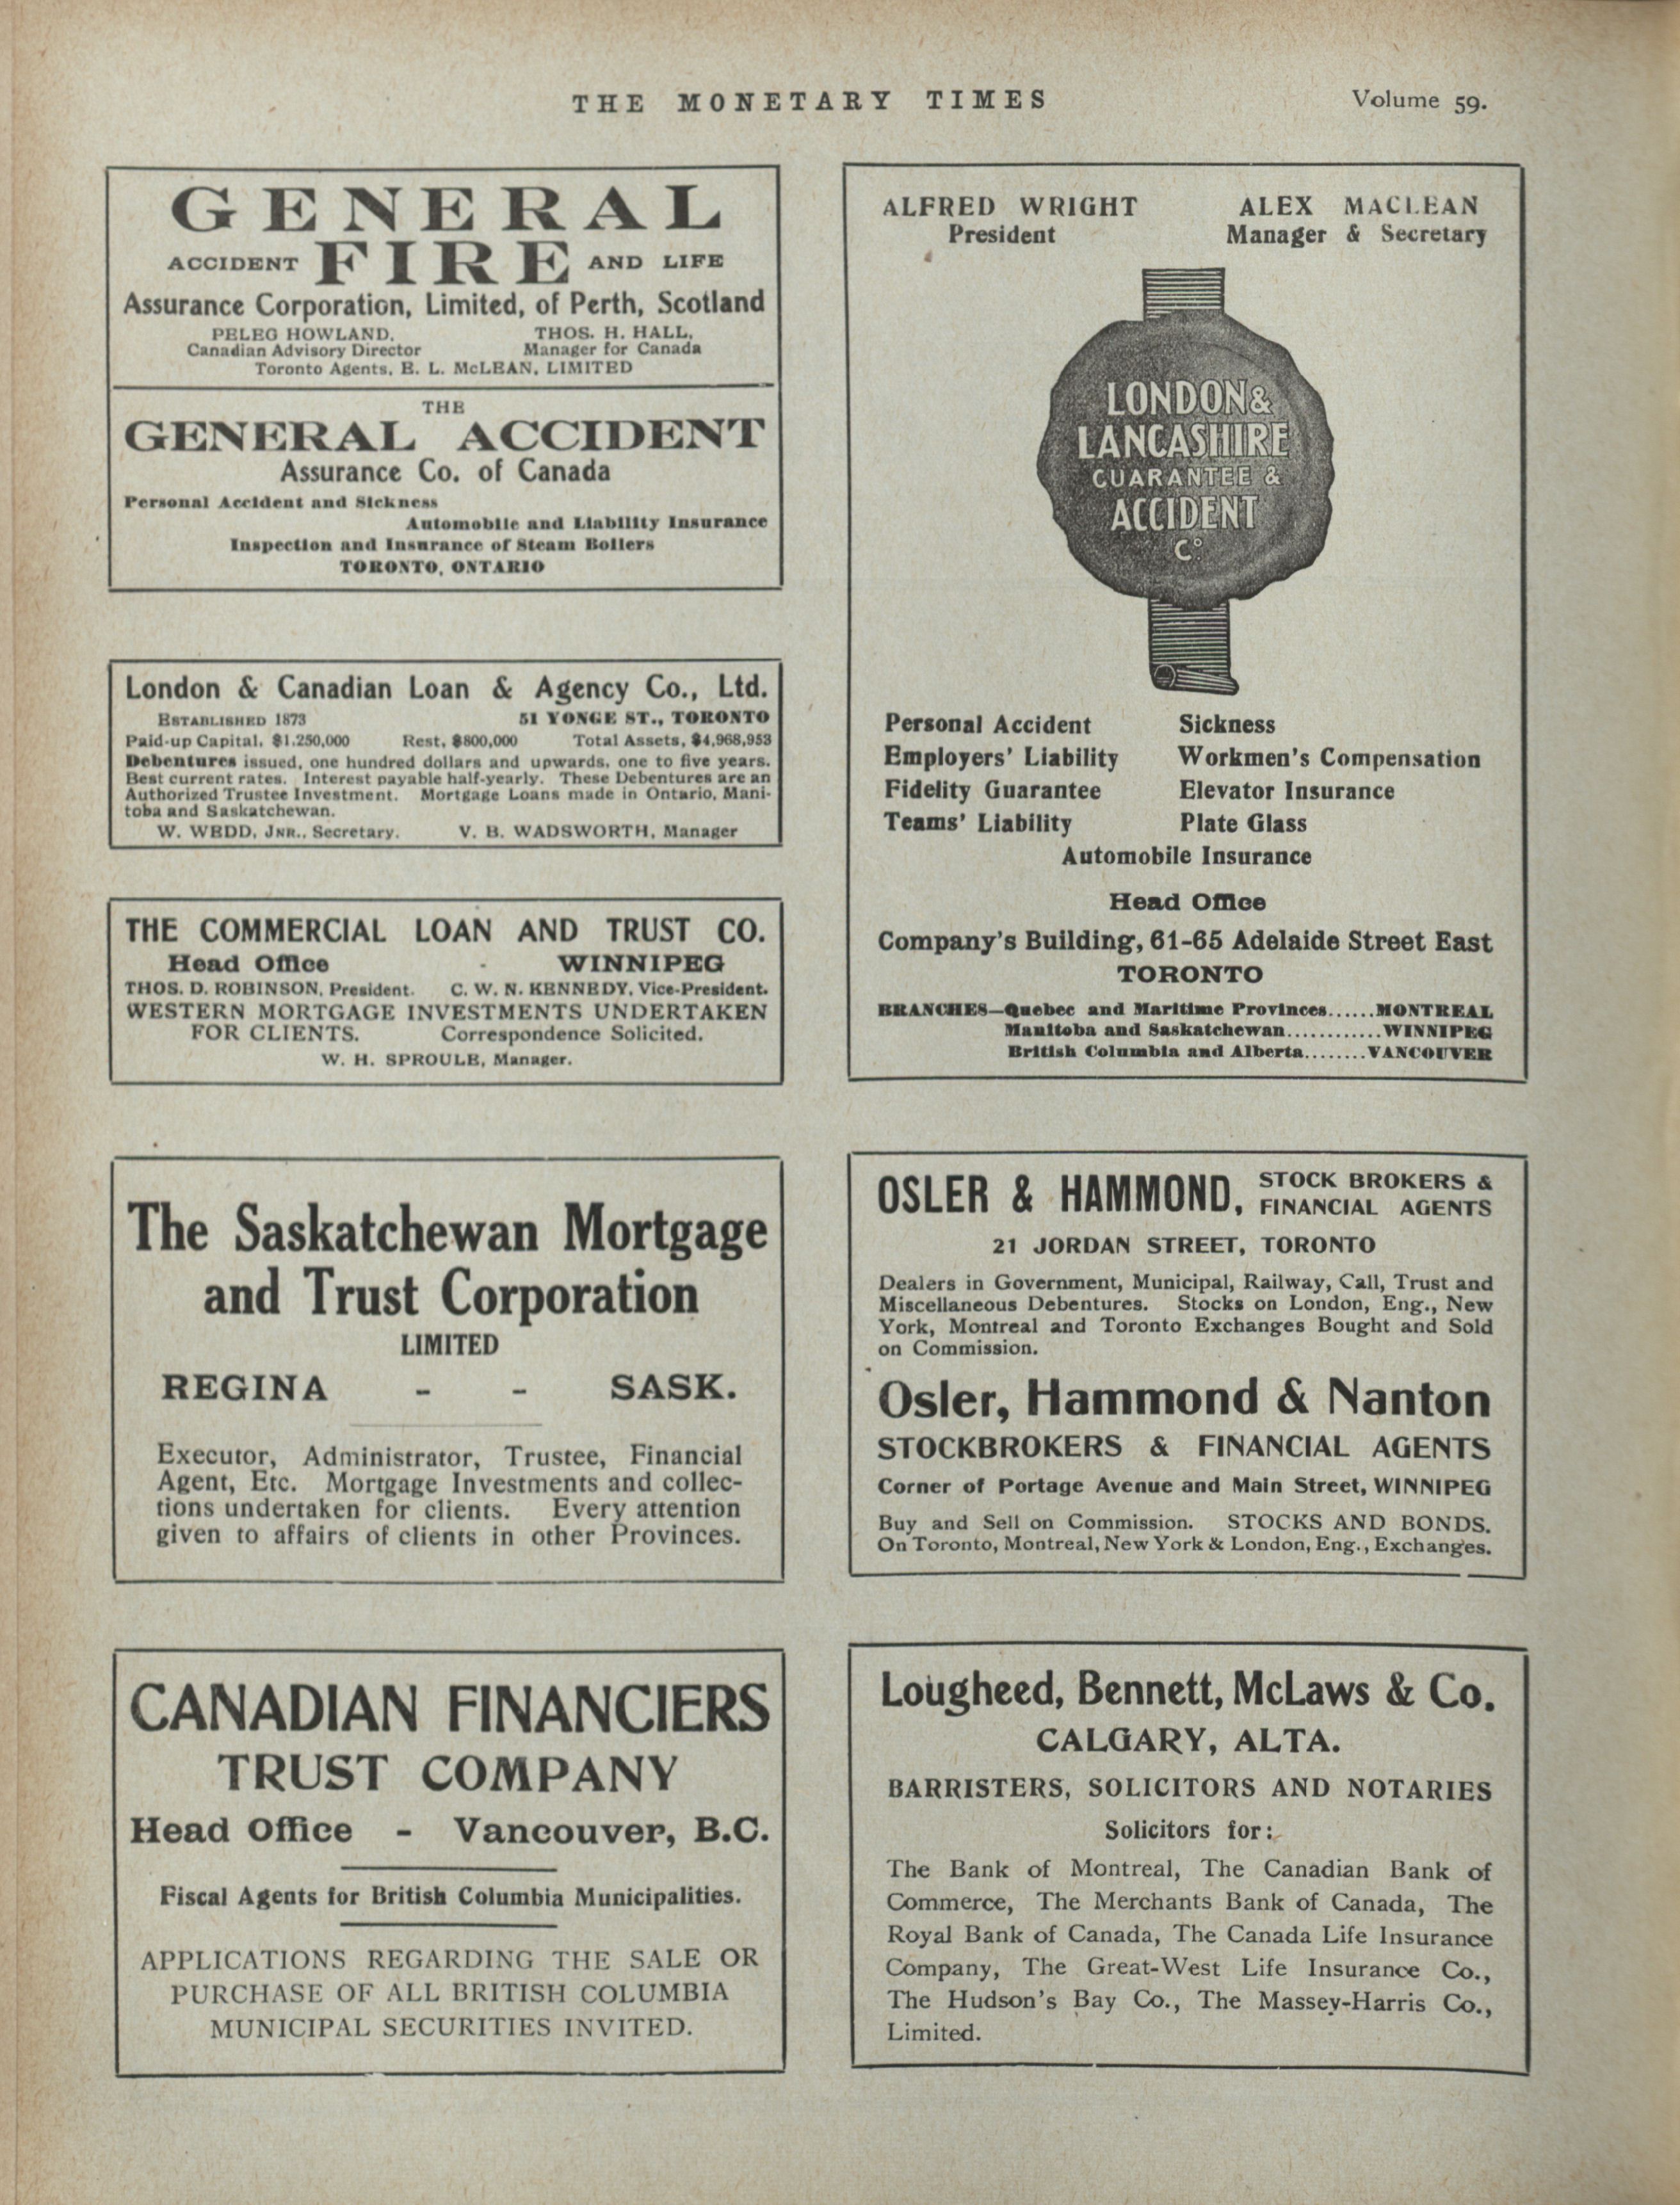 THE MONETARY TIMES
Volume 59.
GENERAL
ACCIDENT FIRE AND LIFE
Assurance Corporation, Limited, of Perth, Scotland
PELEG HOWLAND, THOS. H. HALL,
Canadian Advisory Director Manager for Canada
Toronto Agents, E. L. McLEAN, LIMITED
THE
GENERAL ACCIDENT
Assurance Co. of Canada
Personal Accident and Sickness
Automobile and Liability Insurance
Inspection and Insurance of Steam Boilers
TORONTO, ONTARIO
London & Canadian Loan & Agency Co., Ltd.
ESTABLISHED 1873 51 YONGE ST., TORONTO
Paid-up Capital, $1,250,000 Rest, $800,000 Total Assets, $4,968,953
Debentures issued, one hundred dollars and upwards, one to five years.
Best current rates. Interest payable half-yearly. These Debentures are an
Authorized Trustee Investment. Mortgage Loans made in Ontario, Mani-
toba and Saskatchewan.
W. WEDD, JNR., Secretary. V. B. WADSWORTH, Manager
THE COMMERCIAL LOAN AND TRUST CO.
Head Office - WINNIPEG
THOS. D. ROBINSON, President. C. W. N. KENNEDY, Vice-President.
WESTERN MORTGAGE INVESTMENTS UNDERTAKEN
FOR CLIENTS. Correspondence Solicited.
W. H. SPROULE, Manager.
The Saskatchewan Mortgage
and Trust Corporation
LIMITED
REGINA - - SASK.
Executor, Administrator, Trustee, Financial
Agent, Etc. Mortgage Investments and collec-
tions undertaken for clients. Every attention
given to affairs of clients in other Provinces.
CANADIAN FINANCIERS
TRUST COMPANY
Head Office - Vancouver, B.C.
Fiscal Agents for British Columbia Municipalities.
APPLICATIONS REGARDING THE SALE OR
PURCHASE OF ALL BRITISH COLUMBIA
MUNICIPAL SECURITIES INVITED.
ALFRED WRIGHT ALEX MACLEAN
President Manager & Secretary
LONDON &
LANCASHIRE
GUARANTEE &
ACCIDENT
Co
Personal Accident Sickness
Employers' Liability Workmen's Compensation
Fidelity Guarantee Elevator Insurance
Teams' Liability Plate Glass
Automobile Insurance
Head Office
Company's Building, 61-65 Adelaide Street East
TORONTO
BRANCHES—Quebec and Maritime Provinces......MONTREAL
Manitoba and Saskatchewan............WINNIPEG
British Columbia and Alberta........VANCOUVER
OSLER & HAMMOND, STOCK BROKERS &
FINANCIAL AGENTS
21 JORDAN STREET, TORONTO
Dealers in Government, Municipal, Railway, Call, Trust and
Miscellaneous Debentures. Stocks on London, Eng., New
York, Montreal and Toronto Exchanges Bought and Sold
on Commission.
Osler, Hammond & Nanton
STOCKBROKERS & FINANCIAL AGENTS
Corner of Portage Avenue and Main Street, WINNIPEG
Buy and Sell on Commission. STOCKS AND BONDS.
On Toronto, Montreal, New York & London, Eng., Exchanges.
Lougheed, Bennett, McLaws & Co.
CALGARY, ALTA.
BARRISTERS, SOLICITORS AND NOTARIES
Solicitors for:
The Bank of Montreal, The Canadian Bank of
Commerce, The Merchants Bank of Canada, The
Royal Bank of Canada, The Canada Life Insurance
Company, The Great-West Life Insurance Co.,
The Hudson's Bay Co., The Massey-Harris Co.,
Limited.